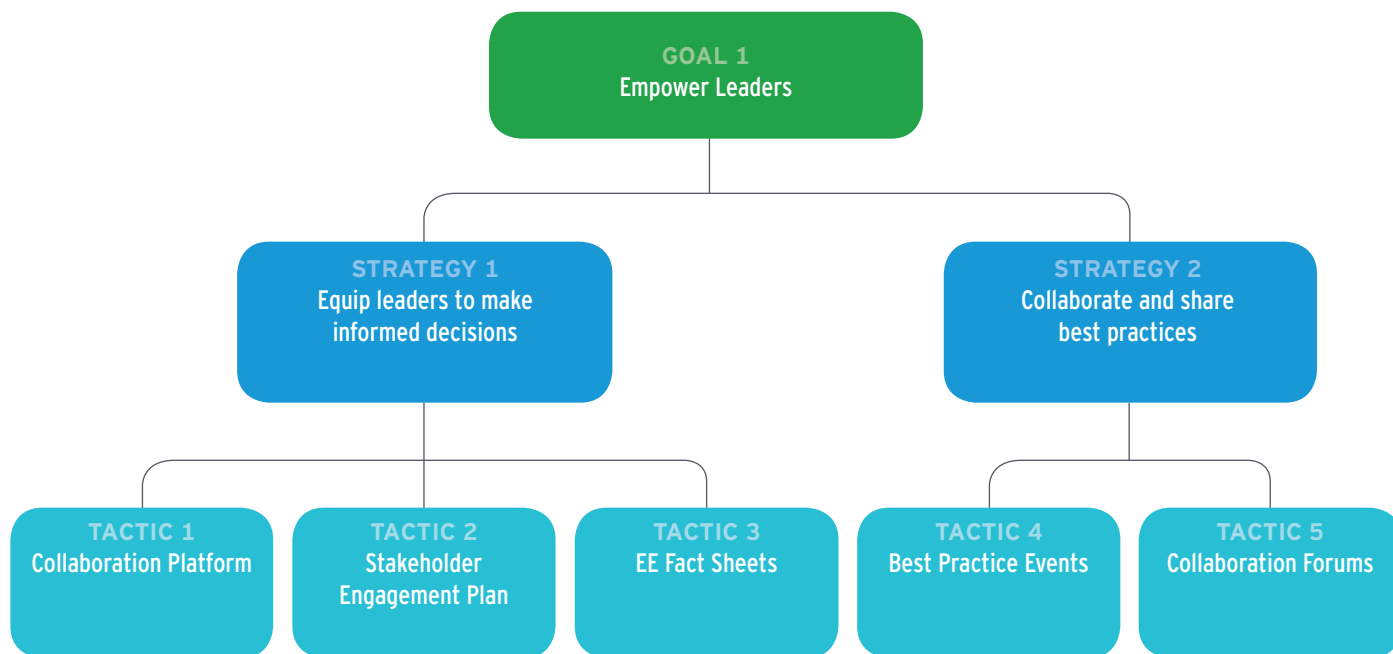 GOAL 1
Empower Leaders
STRATEGY 1
Equip leaders to make
informed decisions
STRATEGY 2
Collaborate and share
best practices
TACTIC 1
Collaboration Platform
TACTIC 2
Stakeholder
Engagement Plan
TACTIC 3
EE Fact Sheets
TACTIC 4
Best Practice Events
TACTIC 5
Collaboration Forums